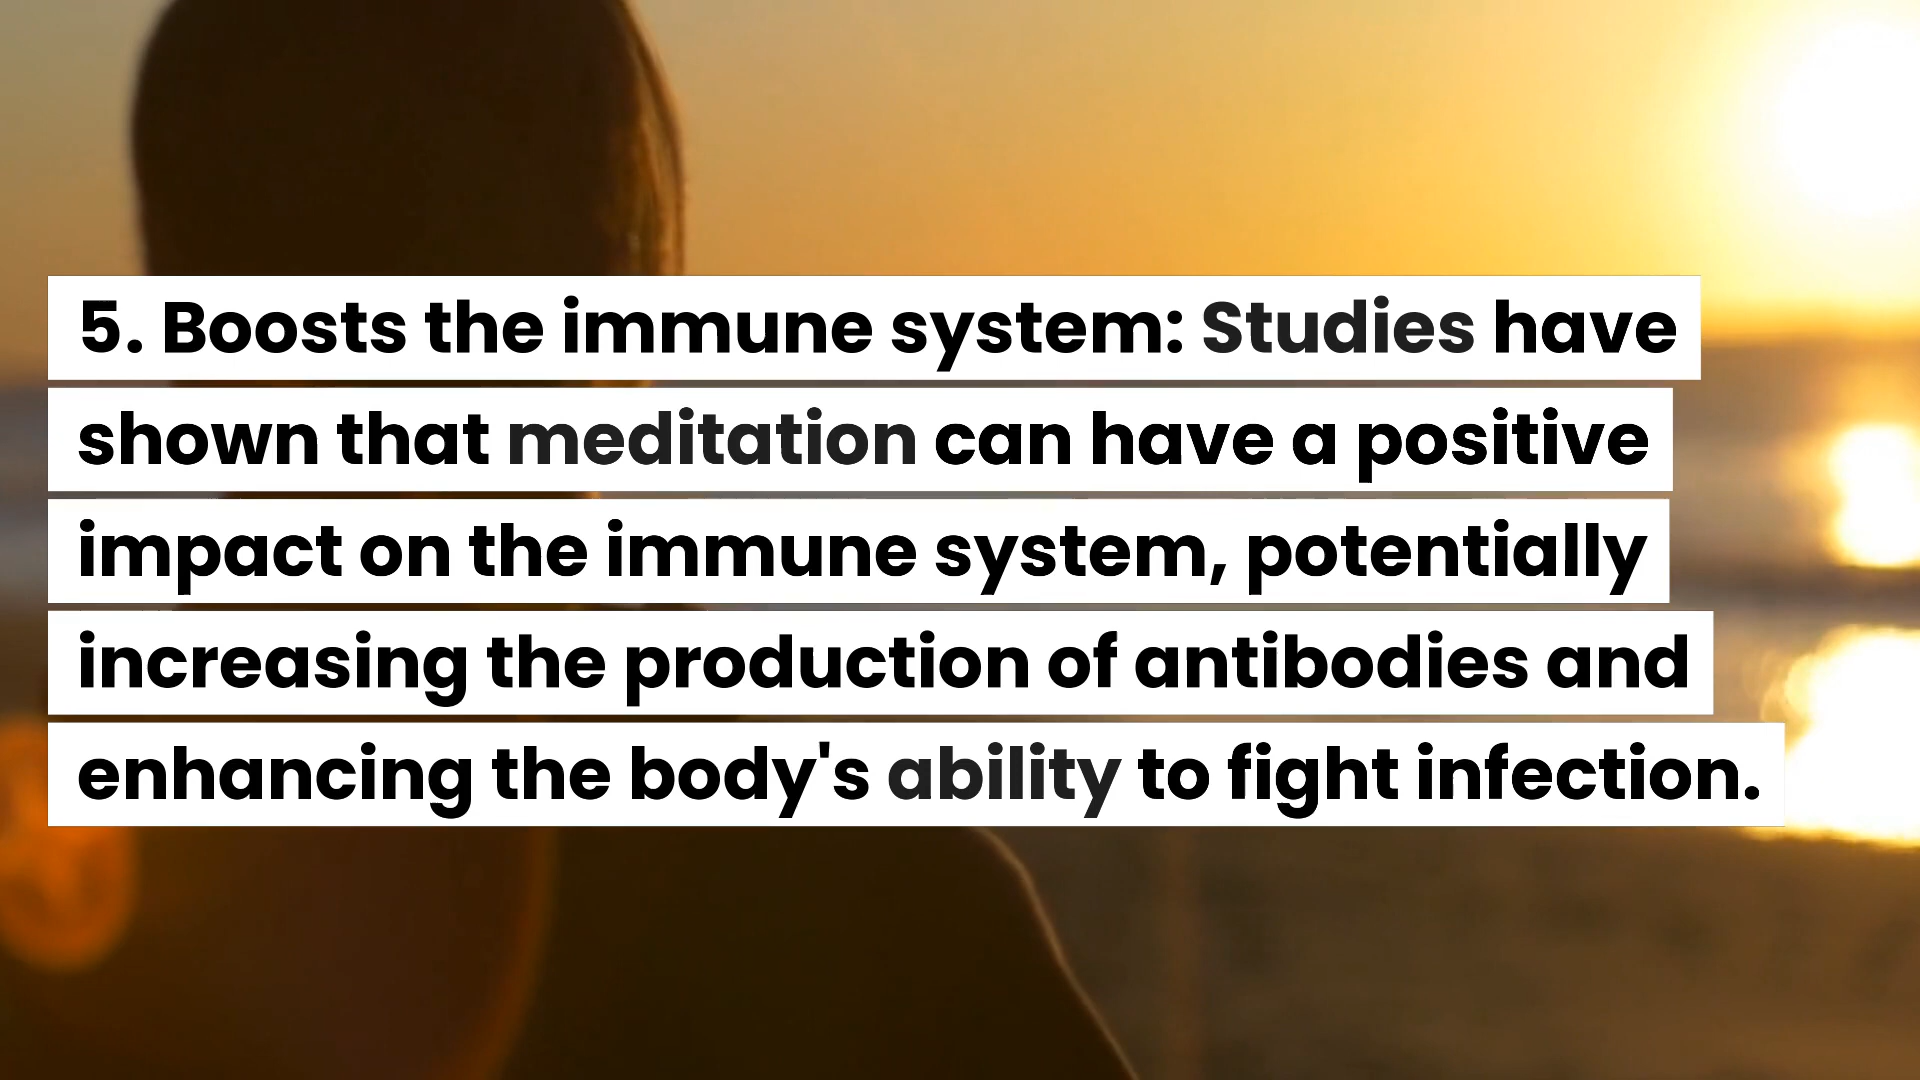 5. Boosts the immune system: Studies have
shown that meditation can have a positive
impact on the immune system, potentially
increasing the production of antibodies and
enhancing the body's ability to fight infection.